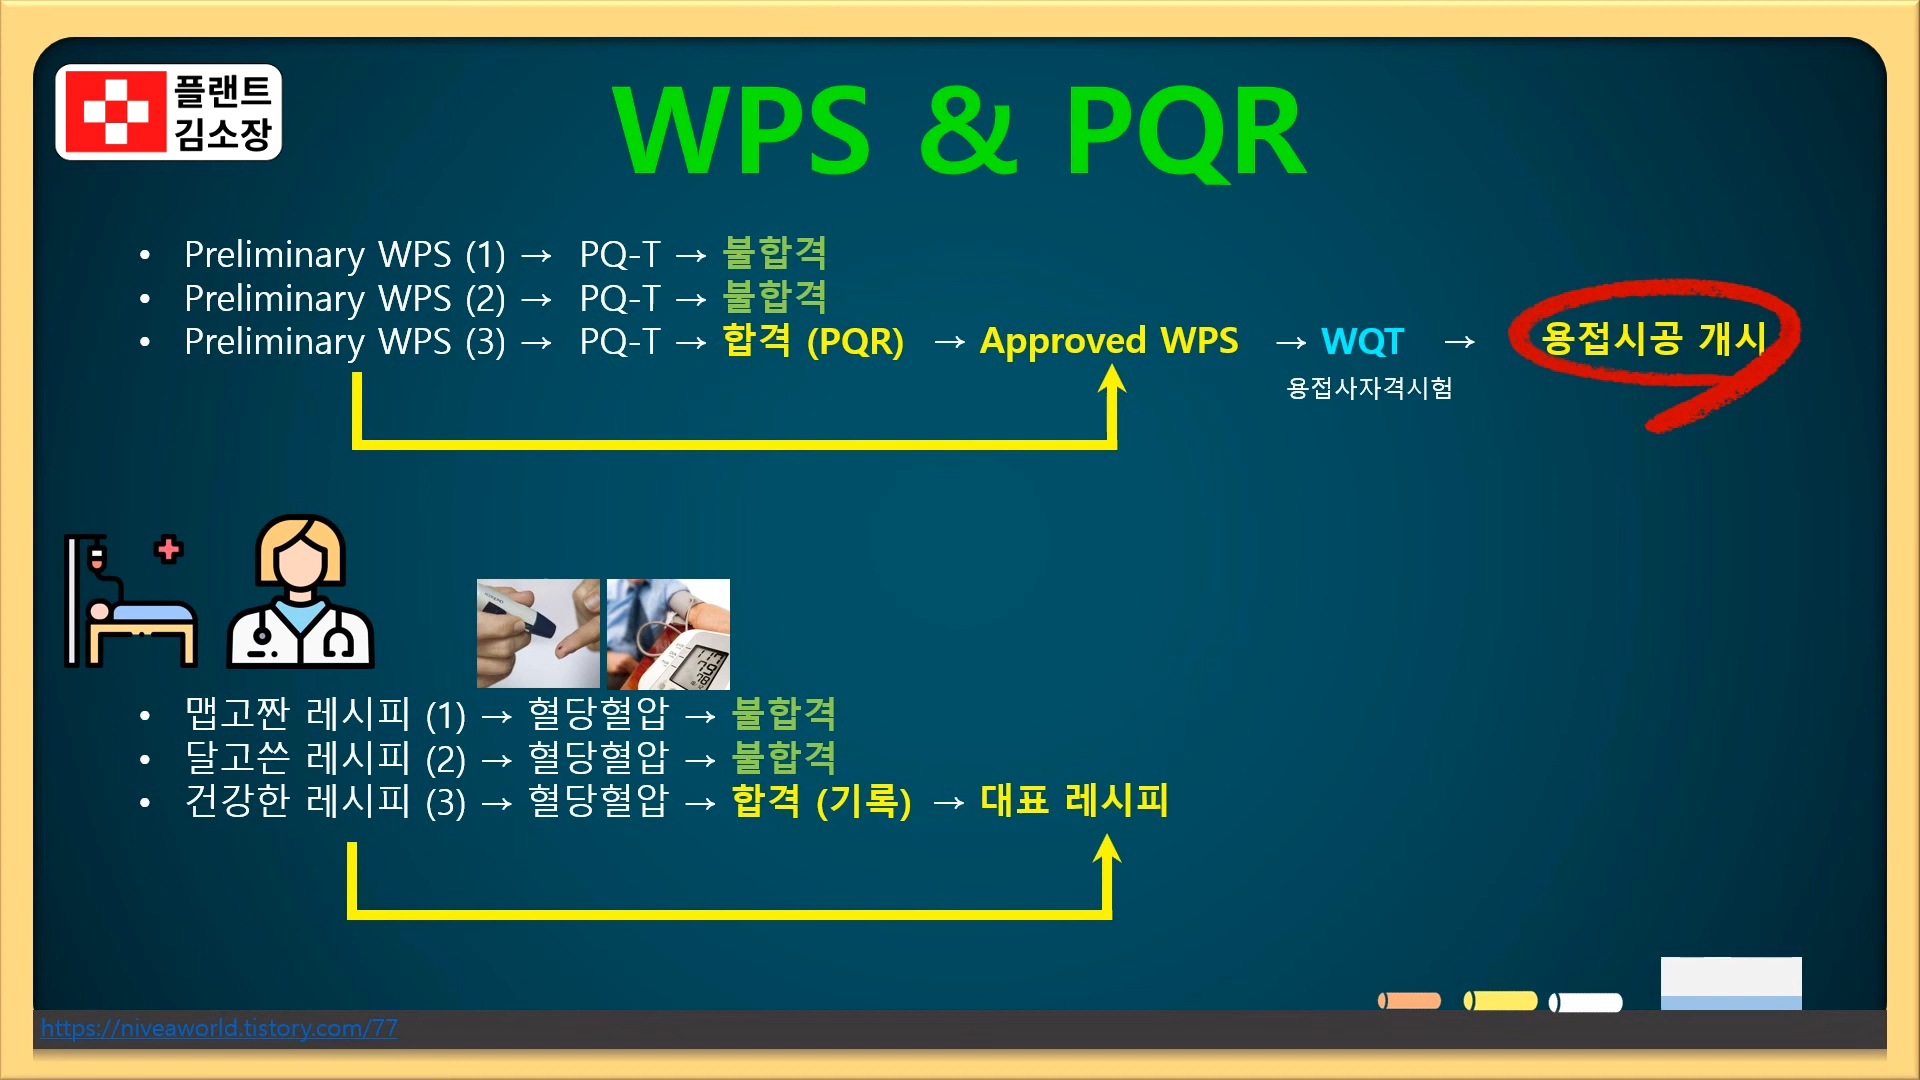 플랜트
김소장
WPS & PQR
• Preliminary WPS (1) → PQ-T → 불합격
• Preliminary WPS (2) → PQ-T → 불합격
• Preliminary WPS (3) → PQ-T → 합격 (PQR) → Approved WPS → WQT → 용접시공 개시
용접사자격시험
177
79
78
• 맵고짠 레시피 (1) → 혈당혈압 → 불합격
• 달고쓴 레시피 (2) → 혈당혈압 → 불합격
• 건강한 레시피 (3) → 혈당혈압 → 합격 (기록) → 대표 레시피
https://niveaworld.tistory.com/77